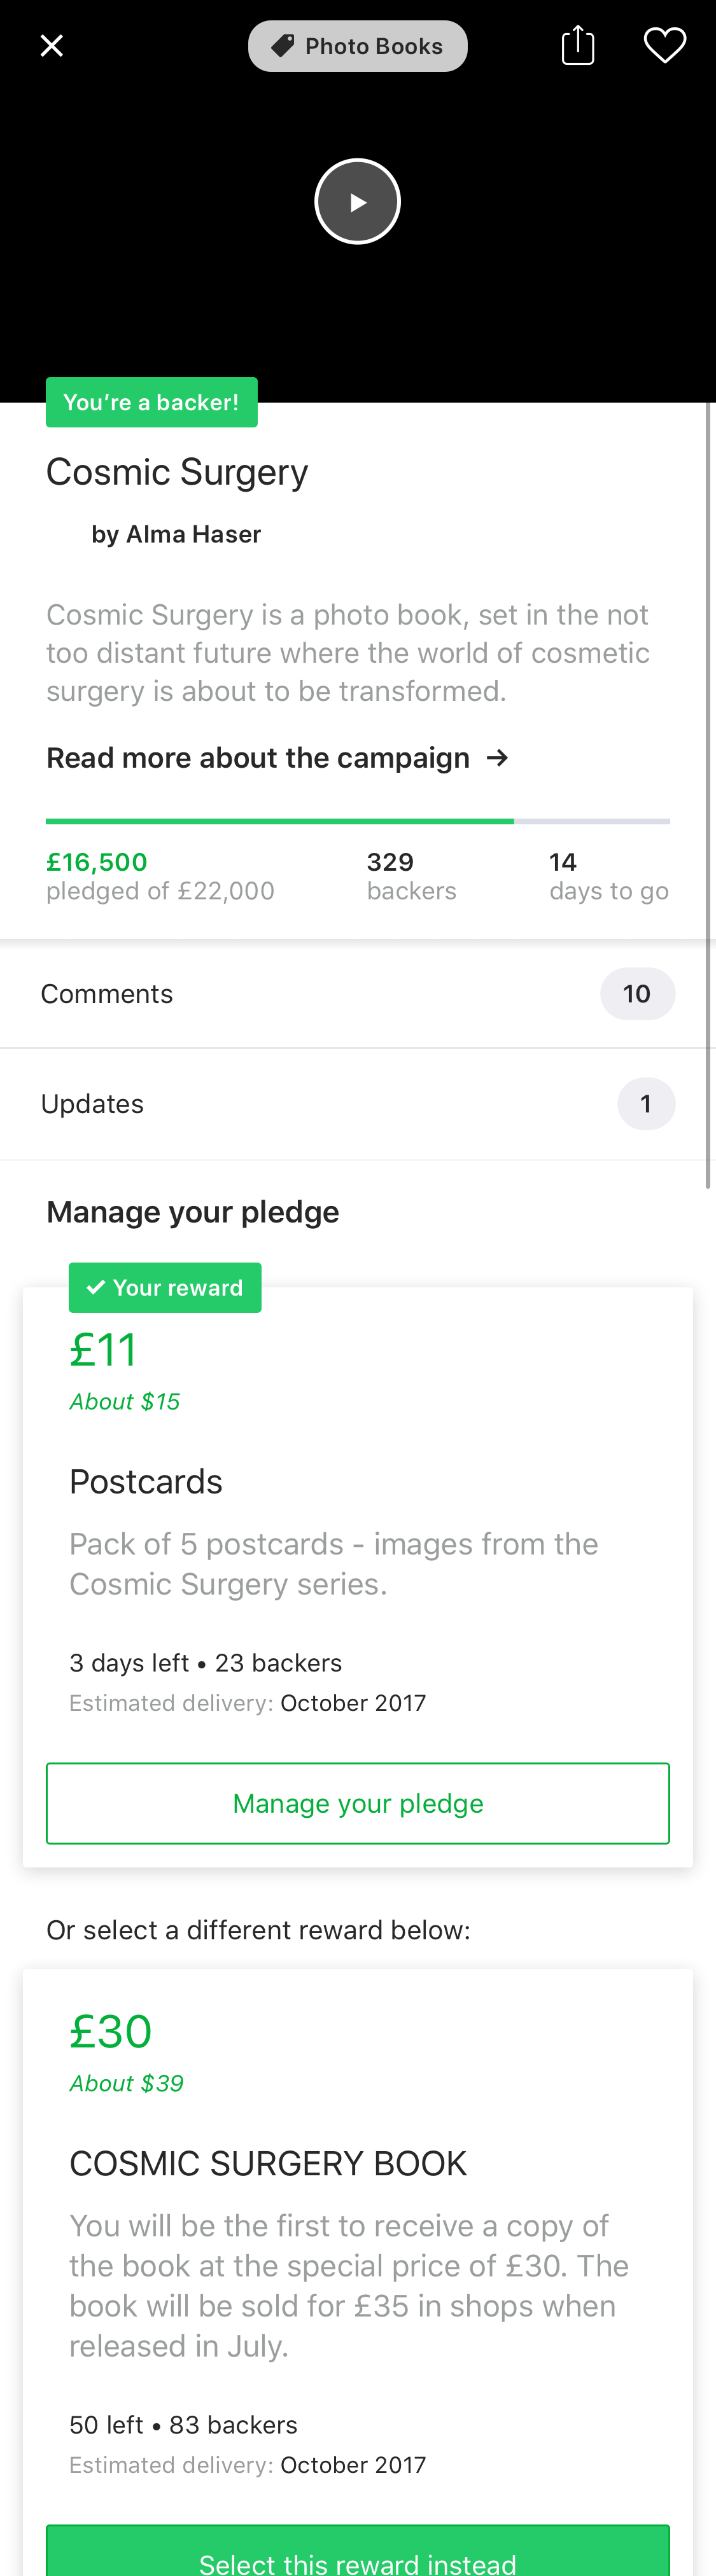 Photo Books
You’re a backer!
Cosmic Surgery
by Alma Haser
Cosmic Surgery is a photo book, set in the not
too distant future where the world of cosmetic
surgery is about to be transformed.
Read more about the campaign →
£16,500
pledged of £22,000
329
backers
14
days to go
Comments
10
Updates
1
Manage your pledge
Your reward
£11
About $15
Postcards
Pack of 5 postcards - images from the
Cosmic Surgery series.
3 days left • 23 backers
Estimated delivery: October 2017
Manage your pledge
Or select a different reward below:
£30
About $39
COSMIC SURGERY BOOK
You will be the first to receive a copy of
the book at the special price of £30. The
book will be sold for £35 in shops when
released in July.
50 left • 83 backers
Estimated delivery: October 2017
Select this reward instead